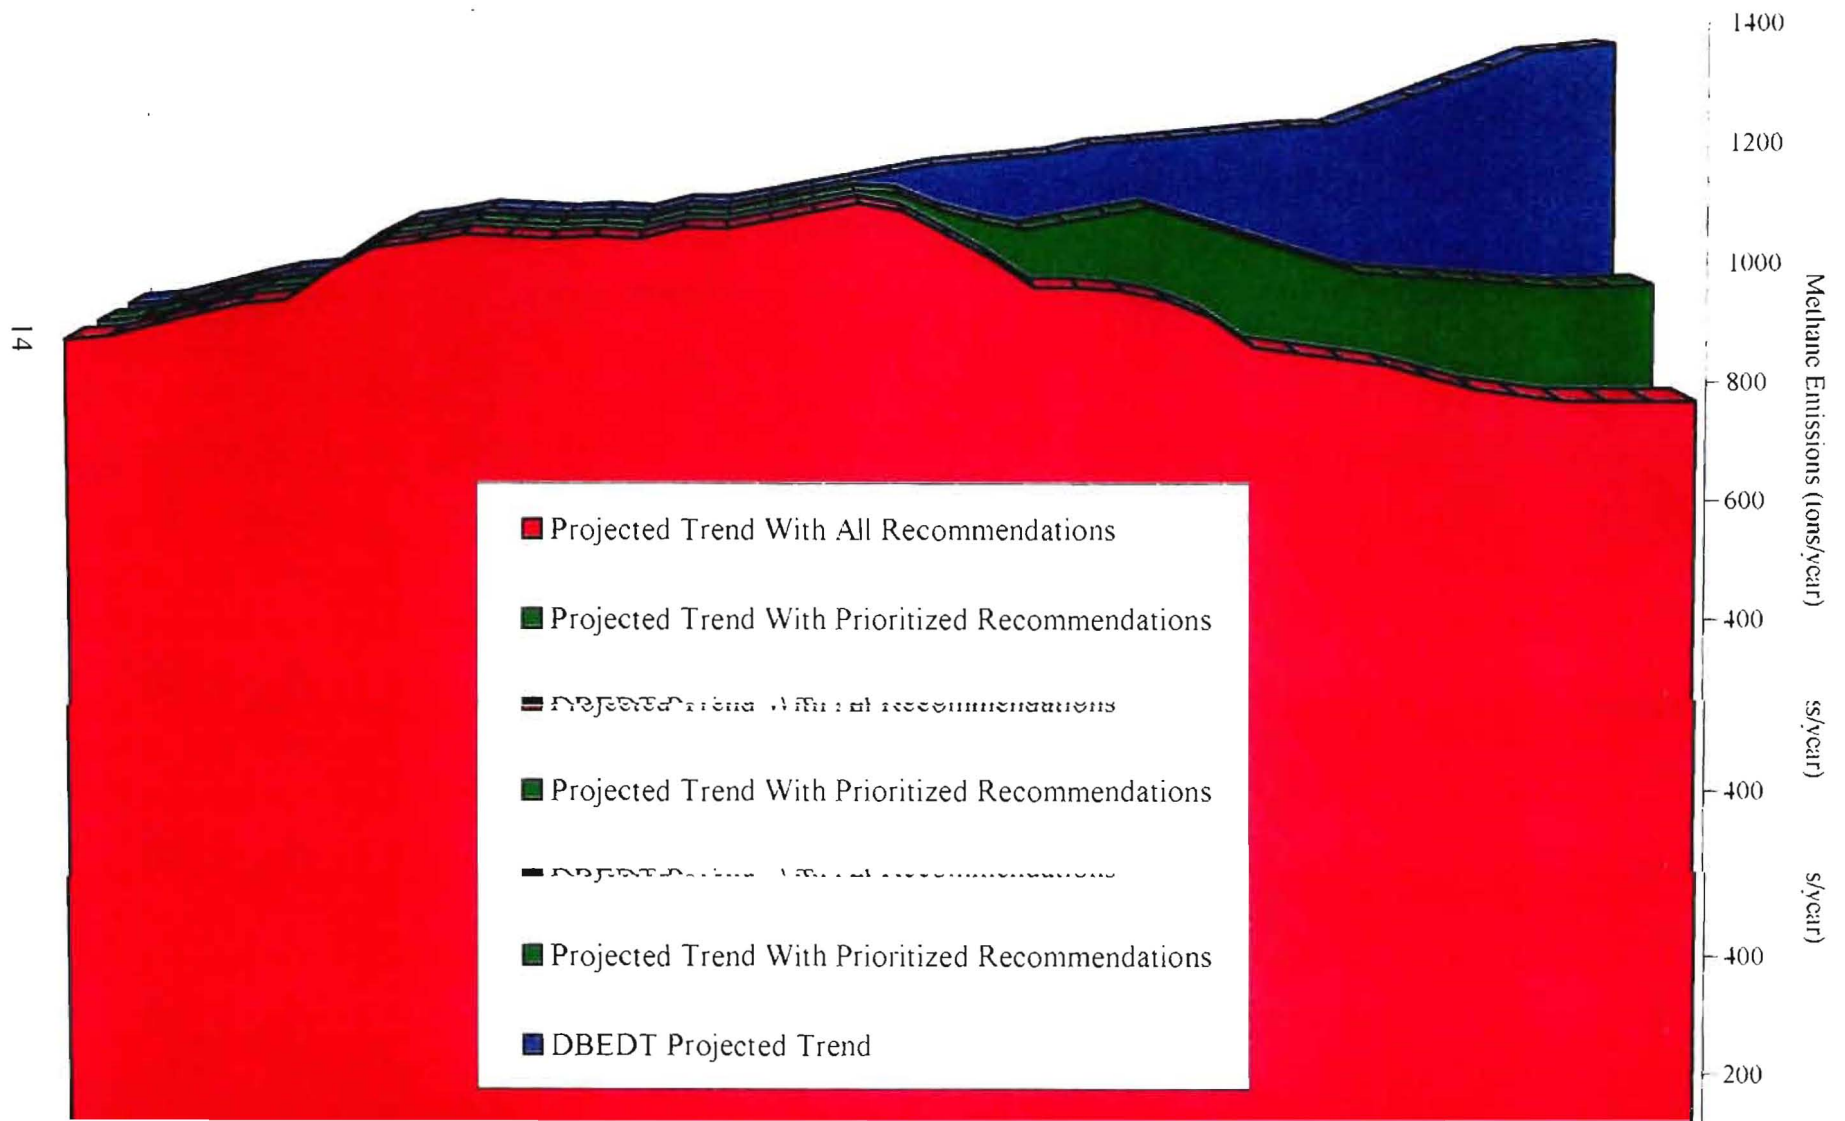 1400
1200
1000
800
600
400
400
400
200
Methane Emissions (tons/year)
s/year)
s/year)
14
Projected Trend With All Recommendations
Projected Trend With Prioritized Recommendations
Projected Trend With Prioritized Recommendations
Projected Trend With Prioritized Recommendations
DBEDT Projected Trend